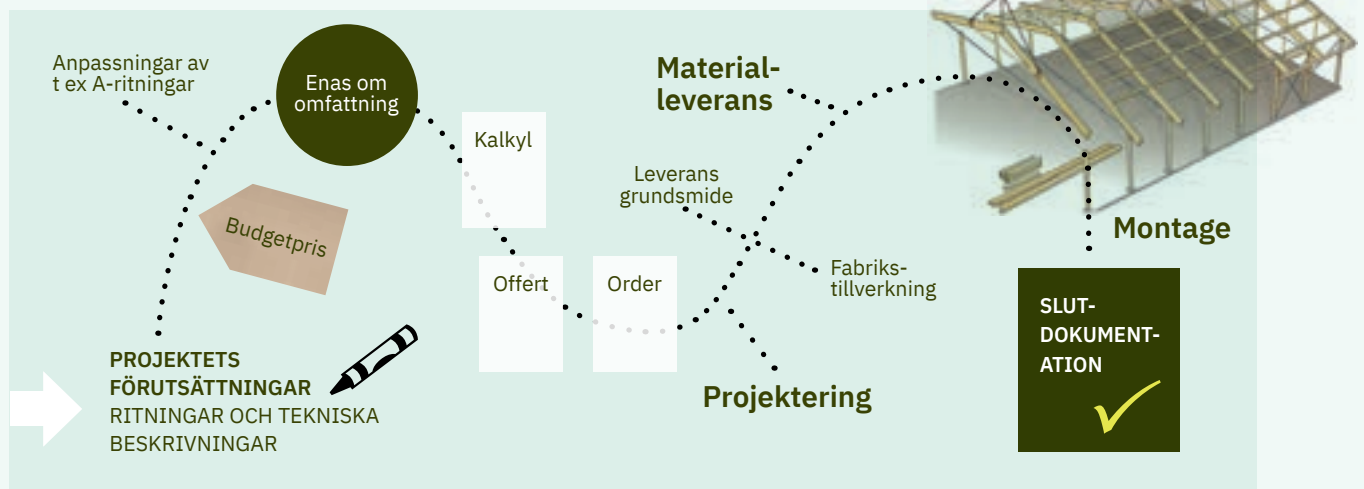 Anpassningar av
t ex A-ritningar
Enas om
omfattning
Budgetpris
PROJEKTETS
FÖRUTSÄTTNINGAR
RITNINGAR OCH TEKNISKA
BESKRIVNINGAR
Kalkyl
Offert
Order
Material-
leverans
Leverans
grundsmide
Fabriks-
tillverkning
Projektering
Montage
SLUT-
DOKUMENT-
ATION